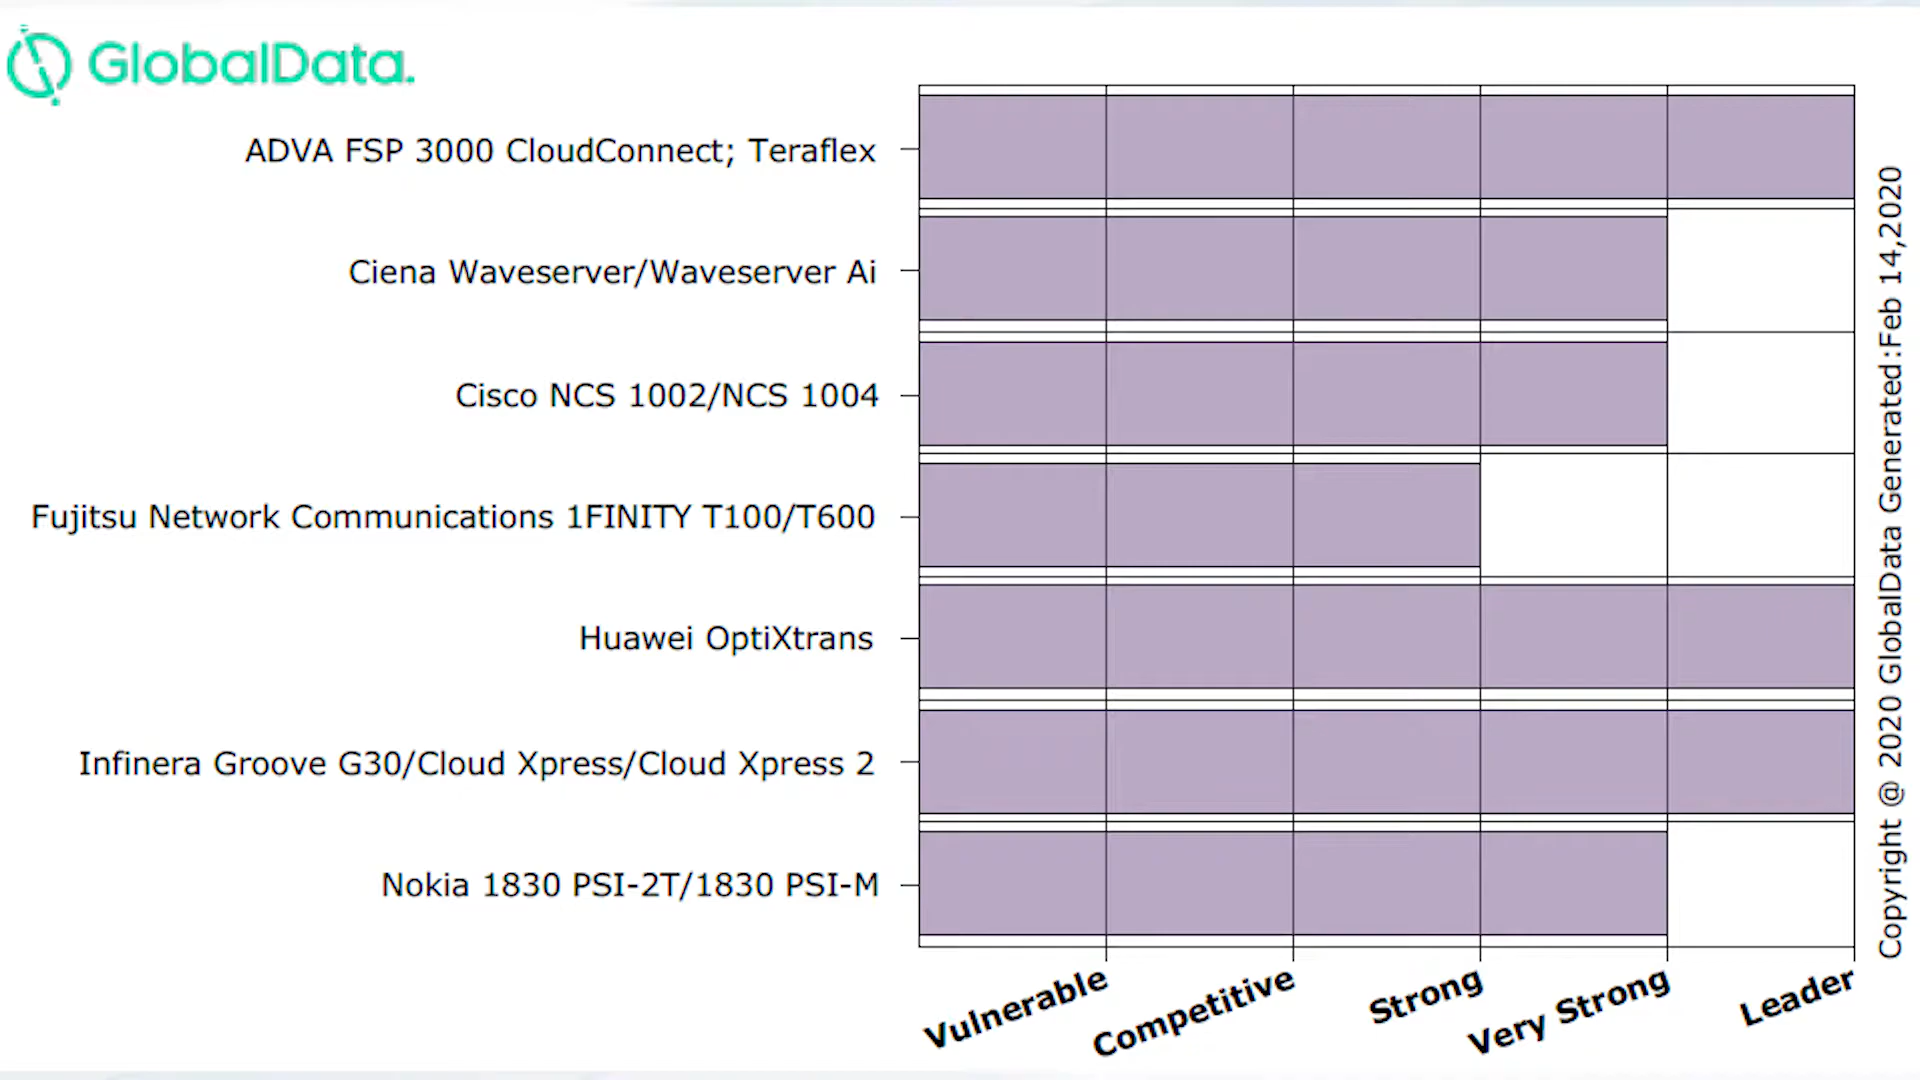 GlobalData.
ADVA FSP 3000 CloudConnect; Teraflex
Ciena Waveserver/Waveserver Ai
Cisco NCS 1002/NCS 1004
Fujitsu Network Communications 1FINITY T100/T600
Huawei OptiXtrans
Infinera Groove G30/Cloud Xpress/Cloud Xpress 2
Nokia 1830 PSI-2T/1830 PSI-M
Vulnerable
Competitive
Strong
Very Strong
Leader
Copyright @ 2020 GlobalData Generated:Feb 14,2020